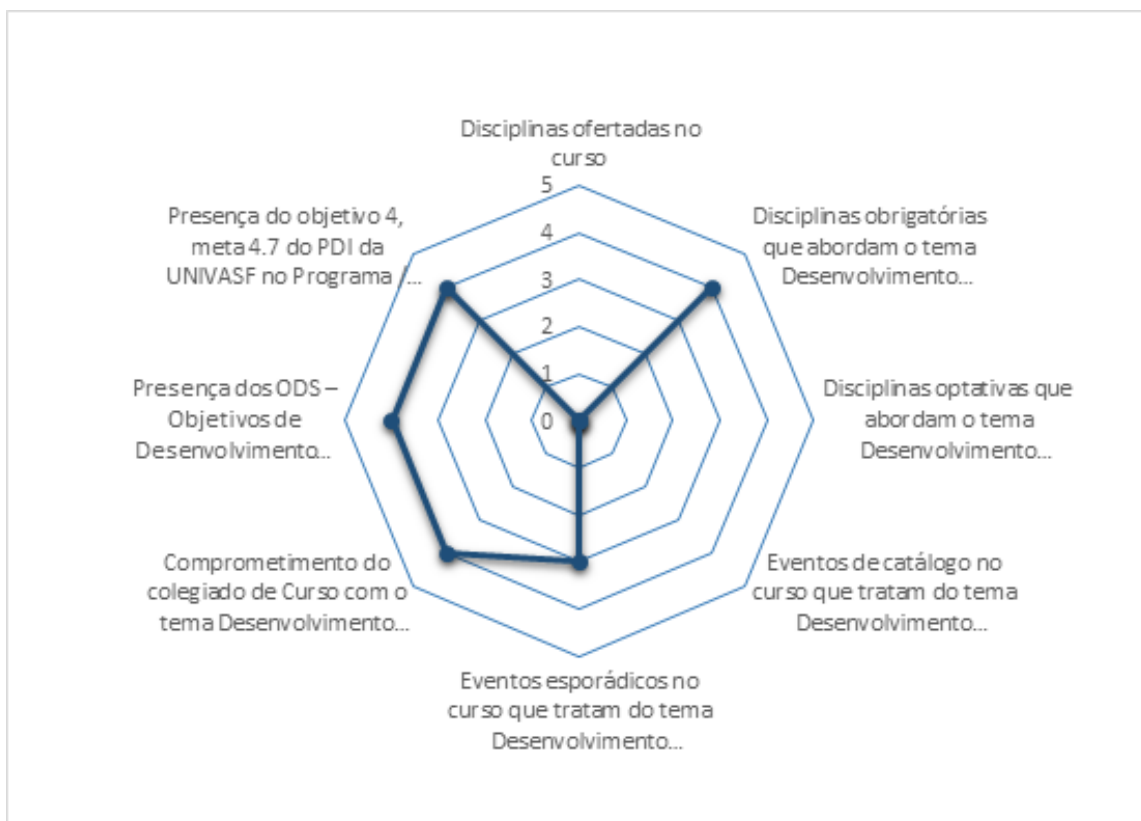 Disciplinas ofertadas no
curso
5
4
3
2
1
0
Disciplinas obrigatórias
que abordam o tema
Desenvolvimento...
Disciplinas optativas que
abordam o tema
Desenvolvimento...
Eventos de catálogo no
curso que tratam do tema
Desenvolvimento...
Eventos esporádicos no
curso que tratam do tema
Desenvolvimento...
Comprometimento do
colegiado de Curso com o
tema Desenvolvimento...
Presença dos ODS –
Objetivos de
Desenvolvimento...
Presença do objetivo 4,
meta 4.7 do PDI da
UNIVASF no Programa /...